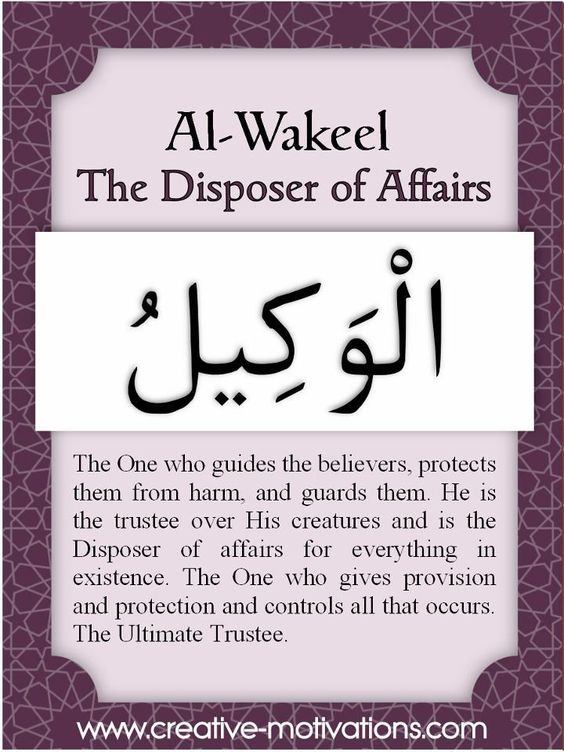 Al-Wakeel
The Disposer of Affairs
الْوَكِيلُ
The One who guides the believers, protects
them from harm, and guards them. He is
the trustee over His creatures and is the
Disposer of affairs for everything in
existence. The One who gives provision
and protection and controls all that occurs.
The Ultimate Trustee.
www.creative-motivations.com